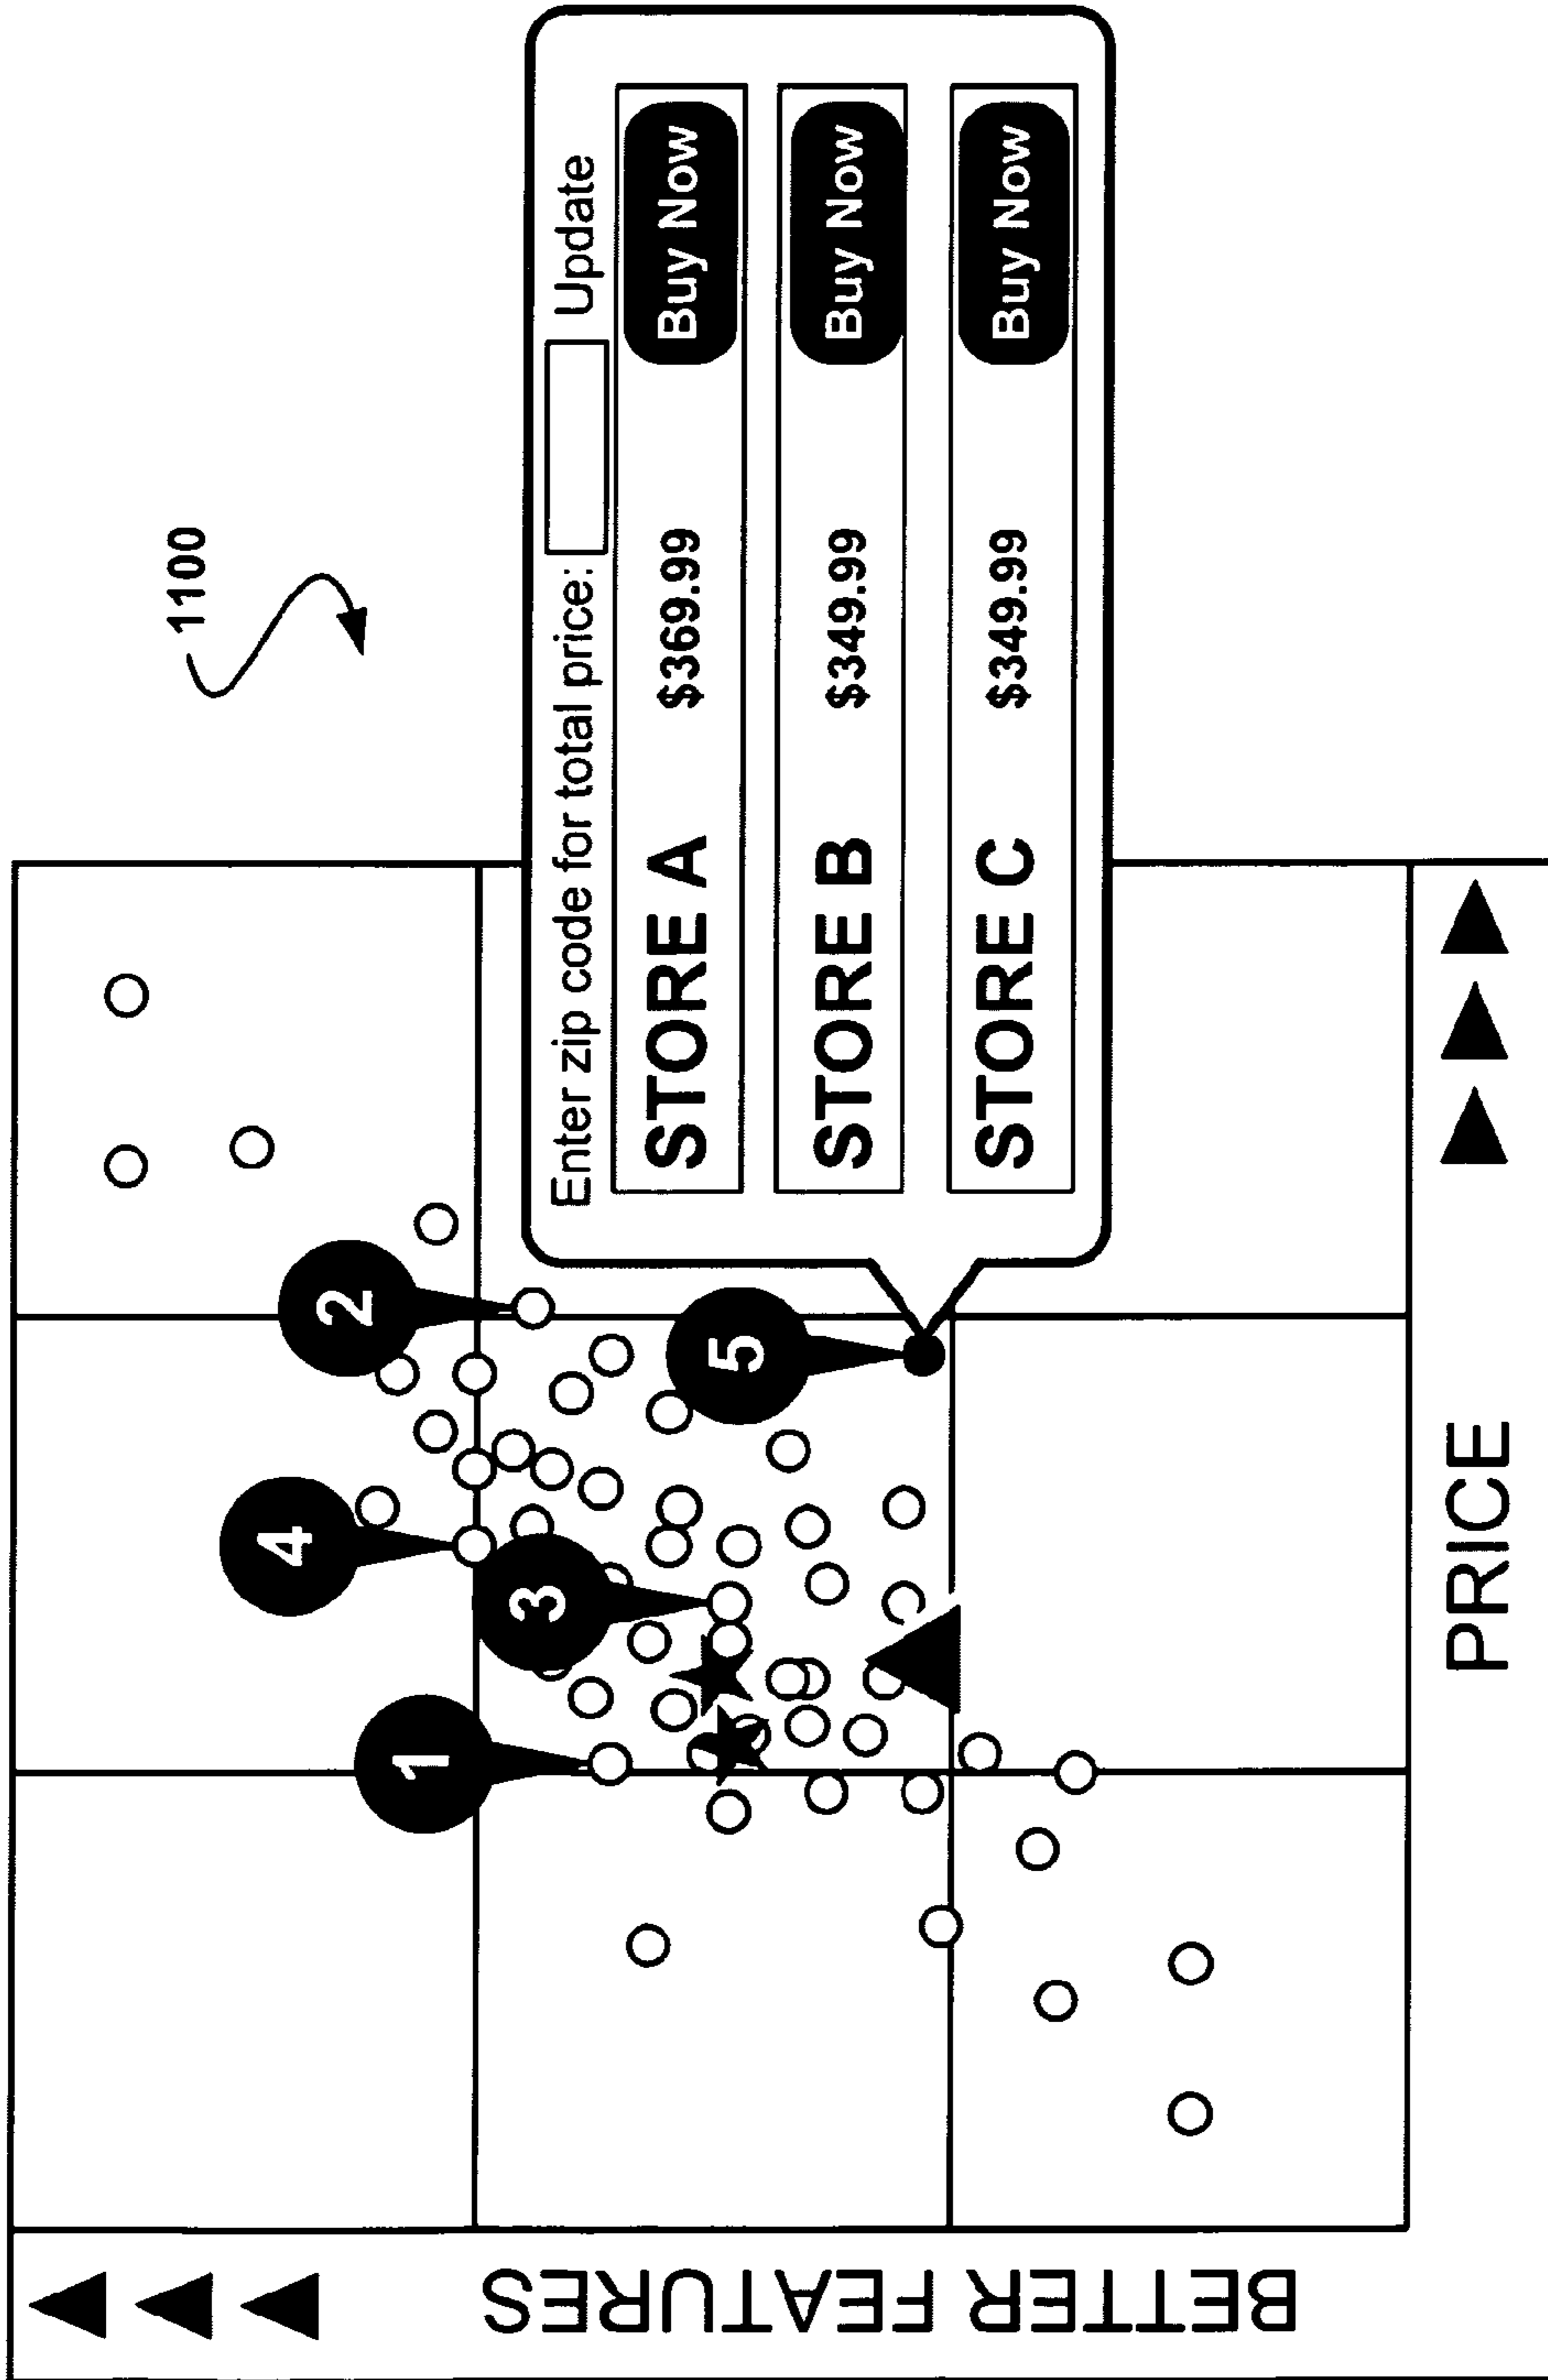 1100
Enter zip code for total price: Update
STORE A $369.99 Buy Now
STORE B $349.99 Buy Now
STORE C $349.99 Buy Now
2
4
5
3
1
BETTER FEATURES
PRICE